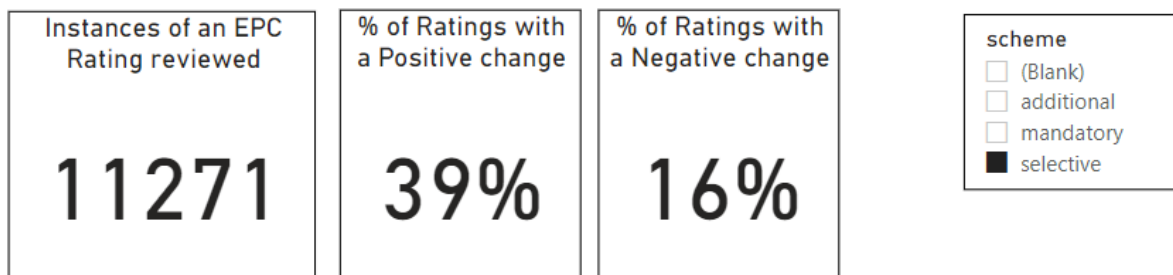 Instances of an EPC
Rating reviewed
11271
% of Ratings with
a Positive change
39%
% of Ratings with
a Negative change
16%
scheme
(Blank)
additional
mandatory
selective